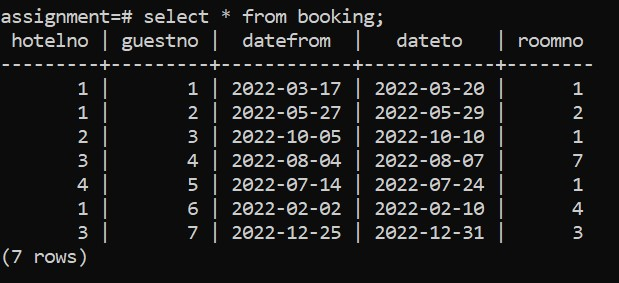 assignment=# select * from booking;
 hotelno | guestno |  datefrom  |   dateto   | roomno
---------+---------+------------+------------+--------
       1 |       1 | 2022-03-17 | 2022-03-20 |      1
       1 |       2 | 2022-05-27 | 2022-05-29 |      2
       2 |       3 | 2022-10-05 | 2022-10-10 |      1
       3 |       4 | 2022-08-04 | 2022-08-07 |      7
       4 |       5 | 2022-07-14 | 2022-07-24 |      1
       1 |       6 | 2022-02-02 | 2022-02-10 |      4
       3 |       7 | 2022-12-25 | 2022-12-31 |      3
(7 rows)